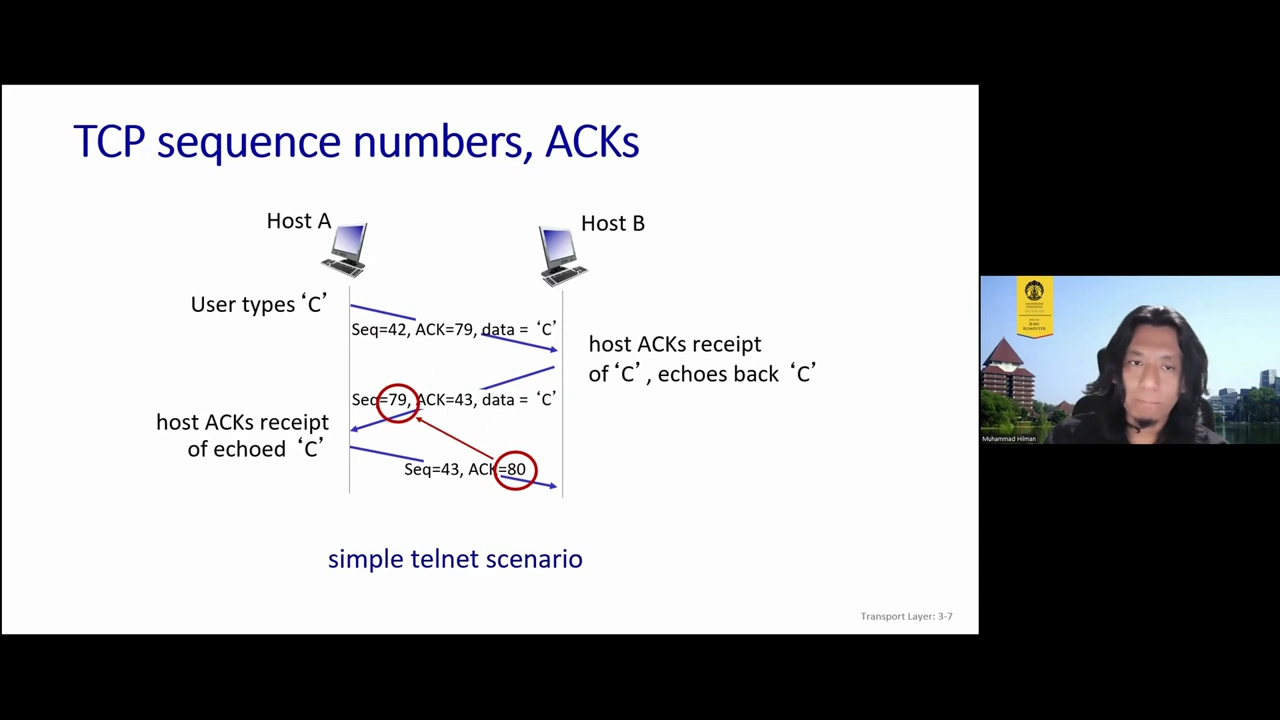 TCP sequence numbers, ACKs
Host A
Host B
User types ‘C’
Seq=42, ACK=79, data = ‘C’
host ACKs receipt
of ‘C’, echoes back ‘C’
Seq=79, ACK=43, data = ‘C’
host ACKs receipt
of echoed ‘C’
Seq=43, ACK=80
simple telnet scenario
Transport Layer: 3-7
ILMU
KOMPUTER
Muhammad Hilman